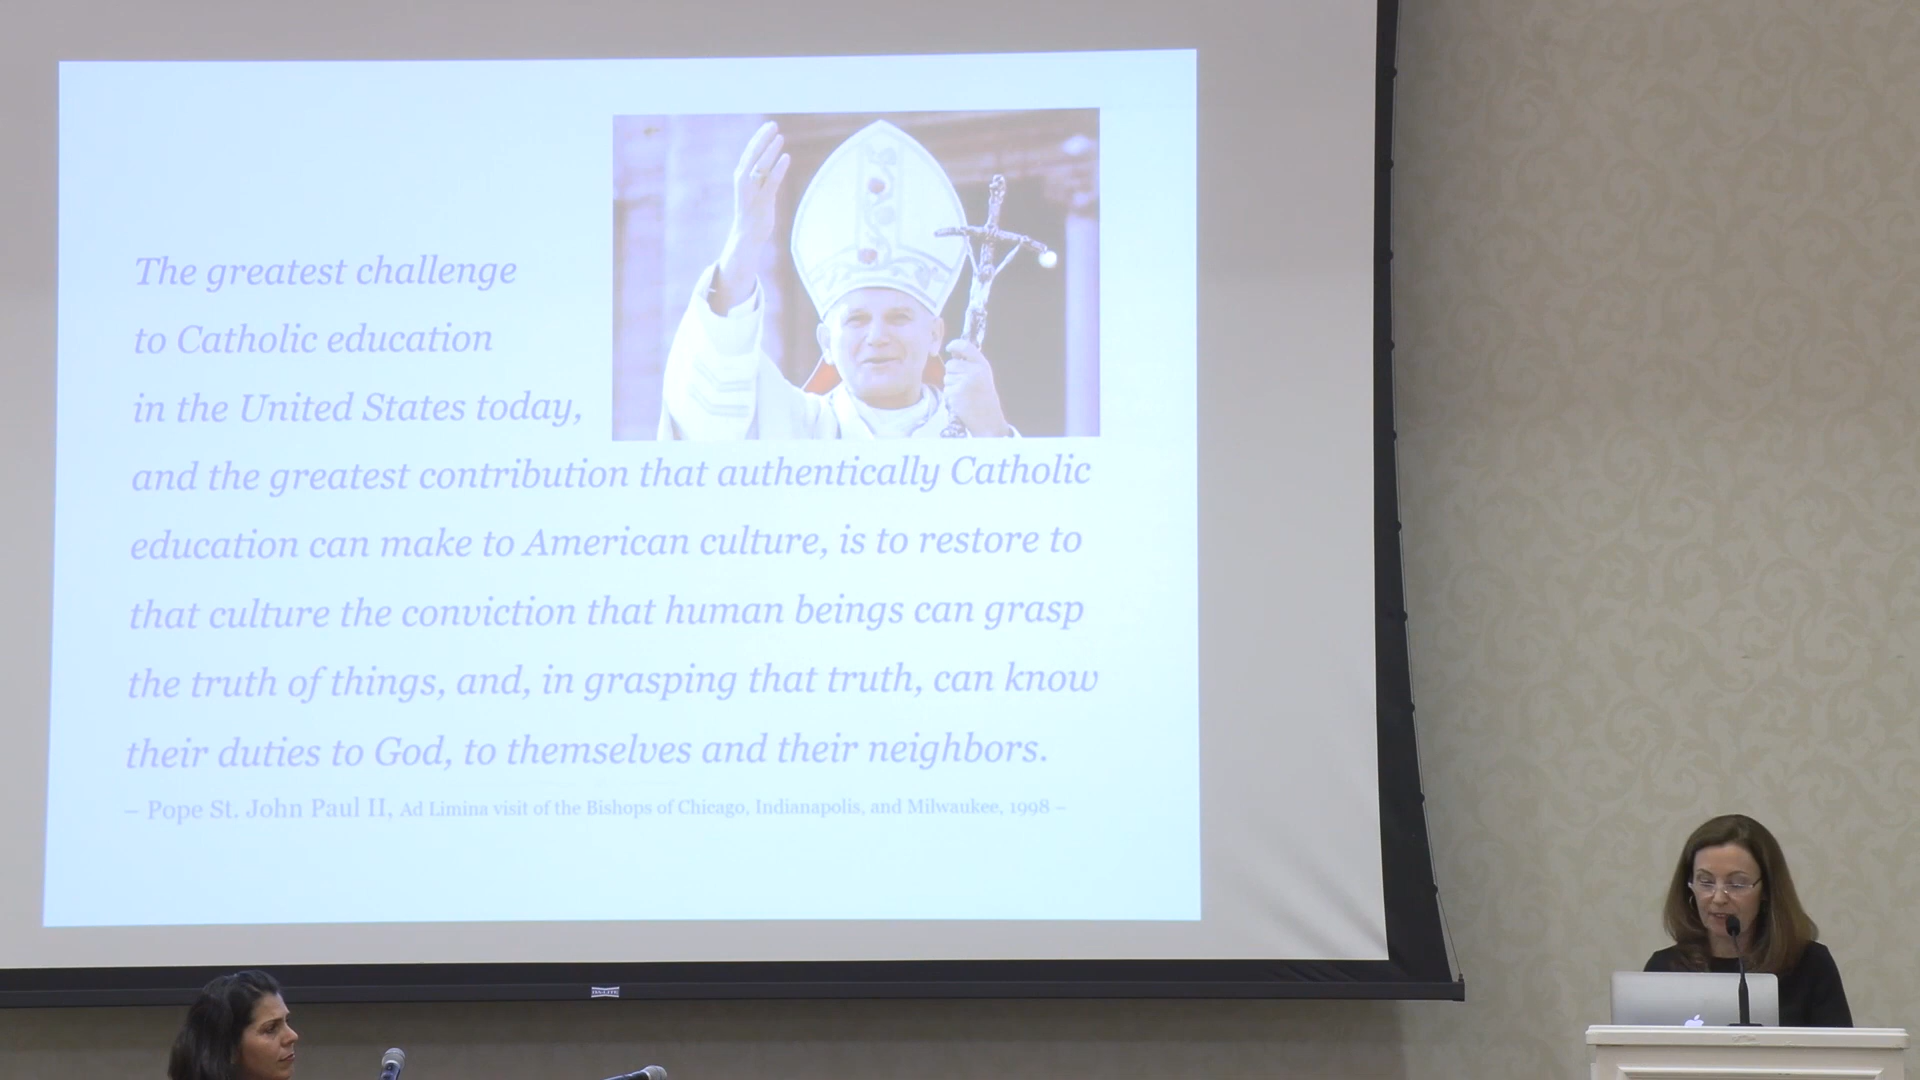 The greatest challenge
to Catholic education
in the United States today,
and the greatest contribution that authentically Catholic
education can make to American culture, is to restore to
that culture the conviction that human beings can grasp
the truth of things, and, in grasping that truth, can know
their duties to God, to themselves and their neighbors.
– Pope St. John Paul II, Ad Limina visit of the Bishops of Chicago, Indianapolis, and Milwaukee, 1998 –
DA-LITE